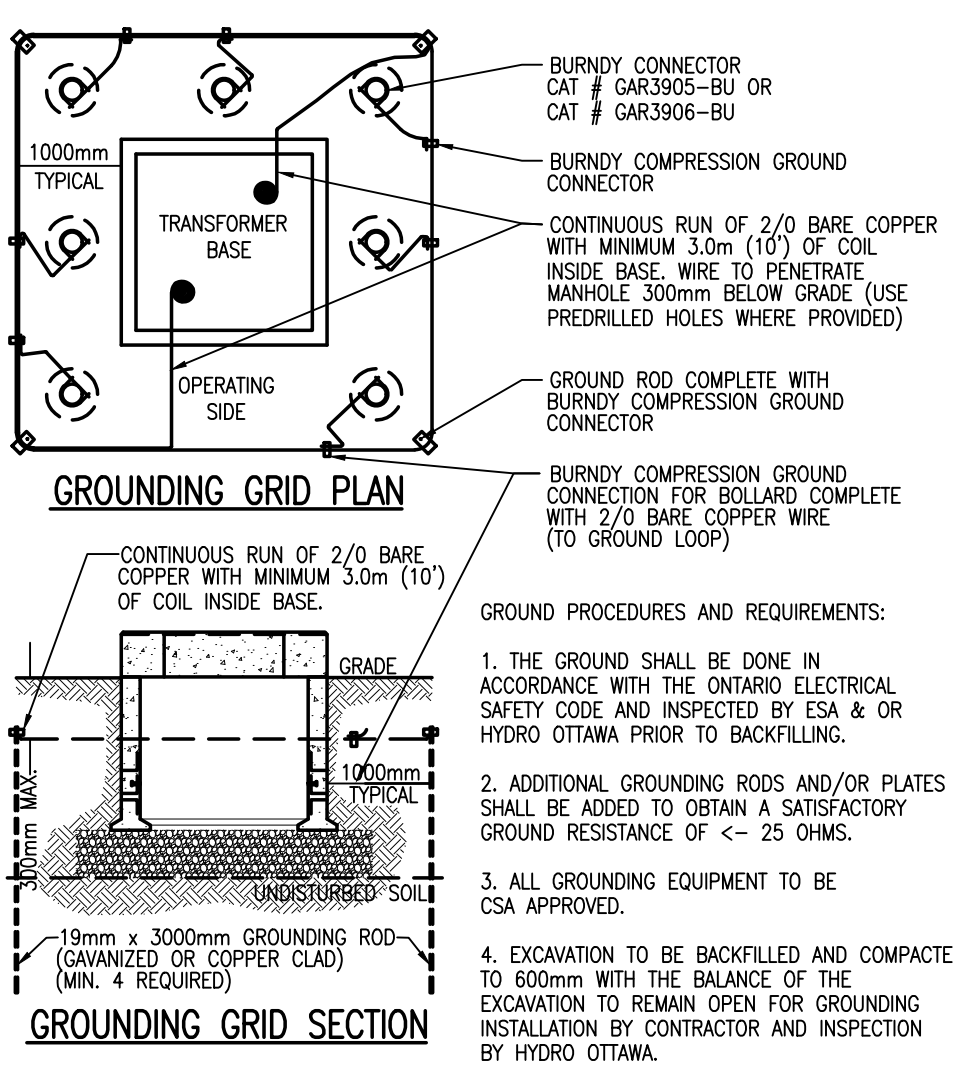 BURNDY CONNECTOR
CAT # GAR3905-BU OR
CAT # GAR3906-BU
BURNDY COMPRESSION GROUND
CONNECTOR
1000mm
TYPICAL
TRANSFORMER
BASE
CONTINUOUS RUN OF 2/0 BARE COPPER
WITH MINIMUM 3.0m (10') OF COIL
INSIDE BASE. WIRE TO PENETRATE
MANHOLE 300mm BELOW GRADE (USE
PREDRILLED HOLES WHERE PROVIDED)
OPERATING
SIDE
GROUND ROD COMPLETE WITH
BURNDY COMPRESSION GROUND
CONNECTOR
BURNDY COMPRESSION GROUND
CONNECTION FOR BOLLARD COMPLETE
WITH 2/0 BARE COPPER WIRE
(TO GROUND LOOP)
GROUNDING GRID PLAN
CONTINUOUS RUN OF 2/0 BARE
COPPER WITH MINIMUM 3.0m (10')
OF COIL INSIDE BASE.
GRADE
1000mm
TYPICAL
300mm MAX.
UNDISTURBED SOIL
19mm x 3000mm GROUNDING ROD
(GAVANIZED OR COPPER CLAD)
(MIN. 4 REQUIRED)
GROUNDING GRID SECTION
GROUND PROCEDURES AND REQUIREMENTS:
1. THE GROUND SHALL BE DONE IN
ACCORDANCE WITH THE ONTARIO ELECTRICAL
SAFETY CODE AND INSPECTED BY ESA & OR
HYDRO OTTAWA PRIOR TO BACKFILLING.
2. ADDITIONAL GROUNDING RODS AND/OR PLATES
SHALL BE ADDED TO OBTAIN A SATISFACTORY
GROUND RESISTANCE OF <- 25 OHMS.
3. ALL GROUNDING EQUIPMENT TO BE
CSA APPROVED.
4. EXCAVATION TO BE BACKFILLED AND COMPACTE
TO 600mm WITH THE BALANCE OF THE
EXCAVATION TO REMAIN OPEN FOR GROUNDING
INSTALLATION BY CONTRACTOR AND INSPECTION
BY HYDRO OTTAWA.